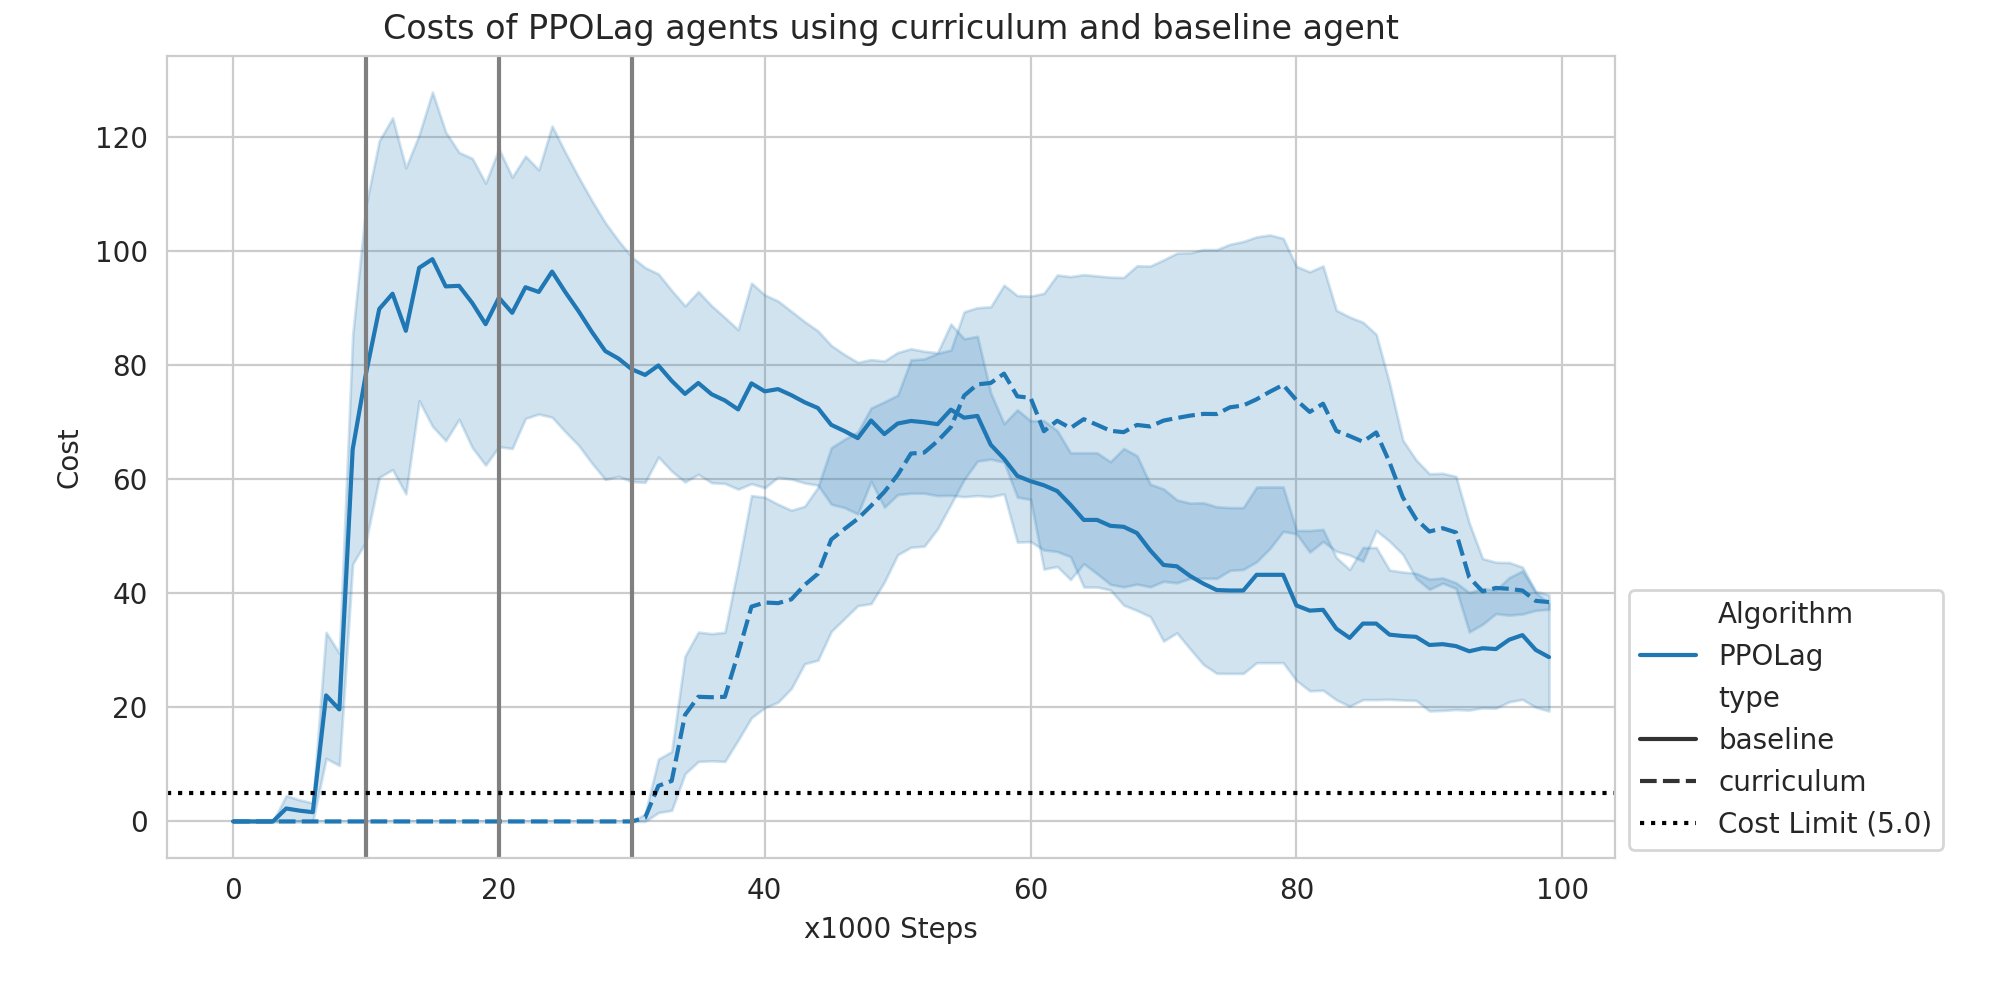 Costs of PPOLag agents using curriculum and baseline agent
120
100
80
60
40
20
0
Cost
0 20 40 60 80 100
x1000 Steps
Algorithm
PPOLag
type
baseline
curriculum
Cost Limit (5.0)